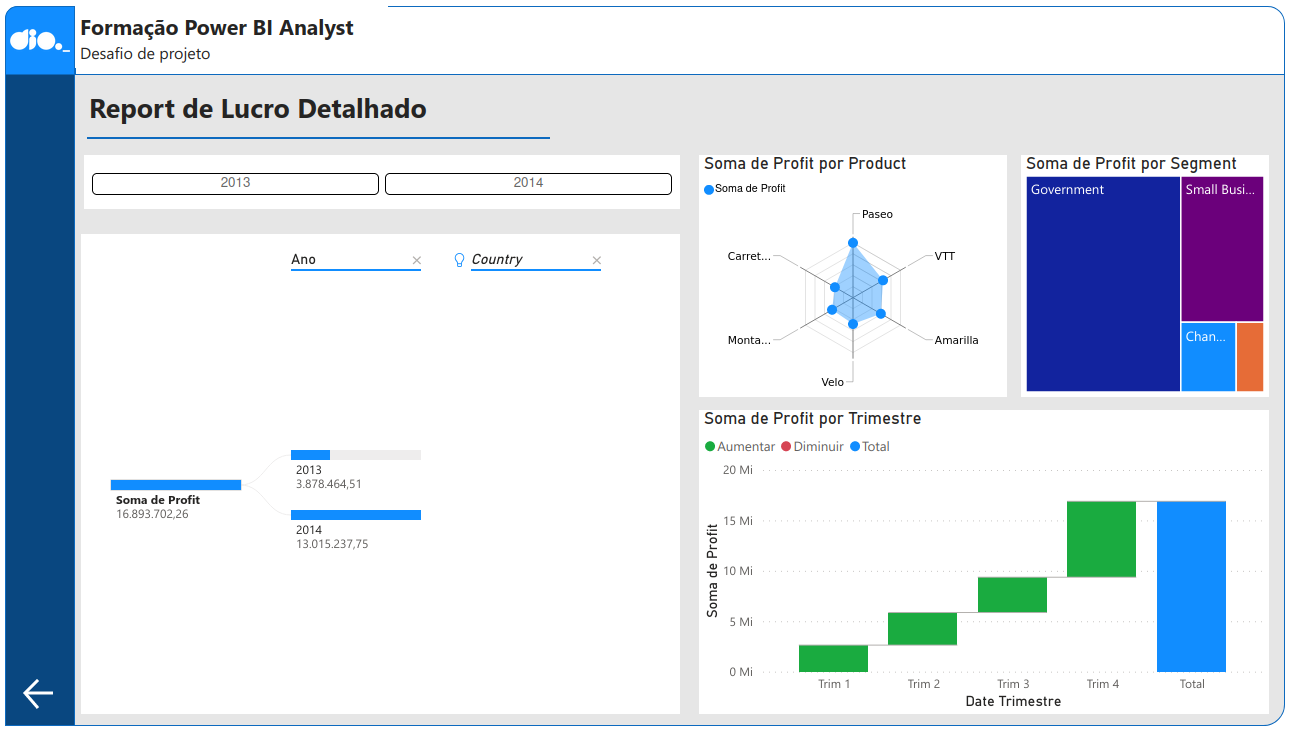 dio._
Formação Power BI Analyst
Desafio de projeto
Report de Lucro Detalhado
2013
2014
Ano
Country
Soma de Profit
16.893.702,26
2013
3.878.464,51
2014
13.015.237,75
Soma de Profit por Product
Soma de Profit
Paseo
VTT
Amarilla
Velo
Monta...
Carret...
Soma de Profit por Segment
Government
Small Busi...
Chan...
Soma de Profit por Trimestre
Aumentar Diminuir Total
Soma de Profit
20 Mi
15 Mi
10 Mi
5 Mi
0 Mi
Trim 1 Trim 2 Trim 3 Trim 4 Total
Date Trimestre